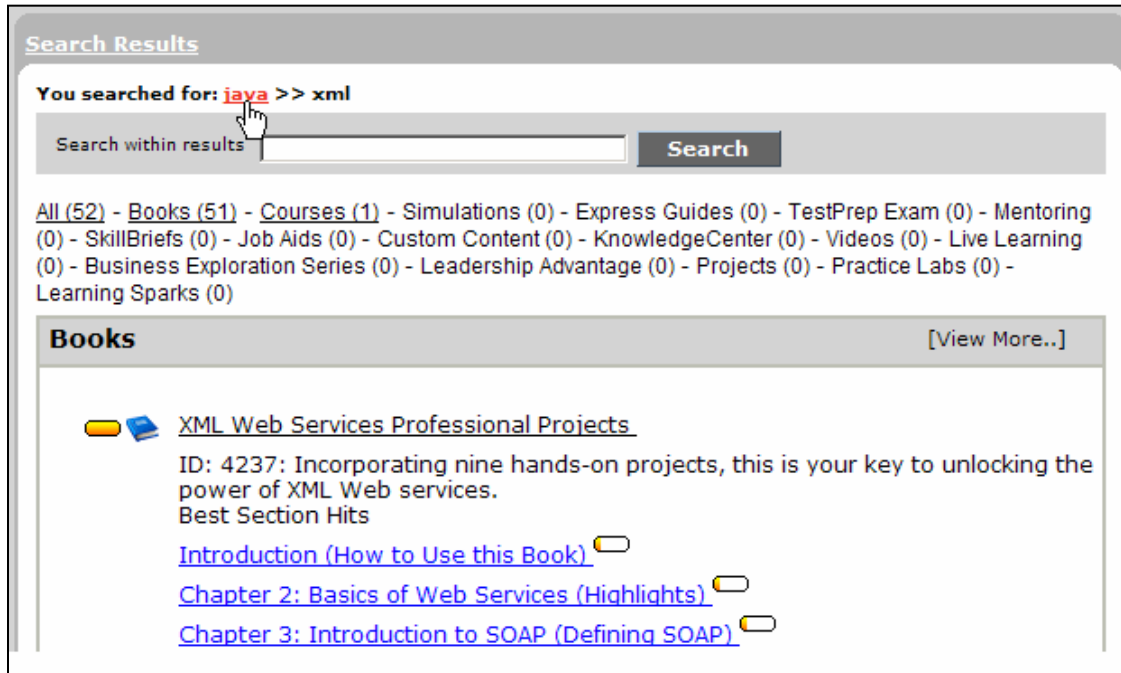 Search Results
You searched for: java >> xml
Search within results
Search
All (52) - Books (51) - Courses (1) - Simulations (0) - Express Guides (0) - TestPrep Exam (0) - Mentoring
(0) - SkillBriefs (0) - Job Aids (0) - Custom Content (0) - KnowledgeCenter (0) - Videos (0) - Live Learning
(0) - Business Exploration Series (0) - Leadership Advantage (0) - Projects (0) - Practice Labs (0) -
Learning Sparks (0)
Books
[View More..]
XML Web Services Professional Projects
ID: 4237: Incorporating nine hands-on projects, this is your key to unlocking the
power of XML Web services.
Best Section Hits
Introduction (How to Use this Book)
Chapter 2: Basics of Web Services (Highlights)
Chapter 3: Introduction to SOAP (Defining SOAP)